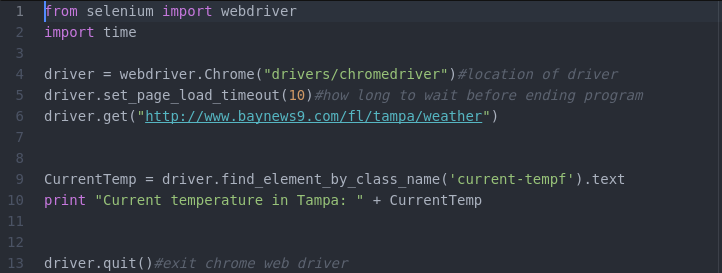 1 from selenium import webdriver
2 import time
3
4 driver = webdriver.Chrome("drivers/chromedriver")#location of driver
5 driver.set_page_load_timeout(10)#how long to wait before ending program
6 driver.get("http://www.baynews9.com/fl/tampa/weather")
7
8
9 CurrentTemp = driver.find_element_by_class_name('current-tempf').text
10 print "Current temperature in Tampa: " + CurrentTemp
11
12
13 driver.quit()#exit chrome web driver